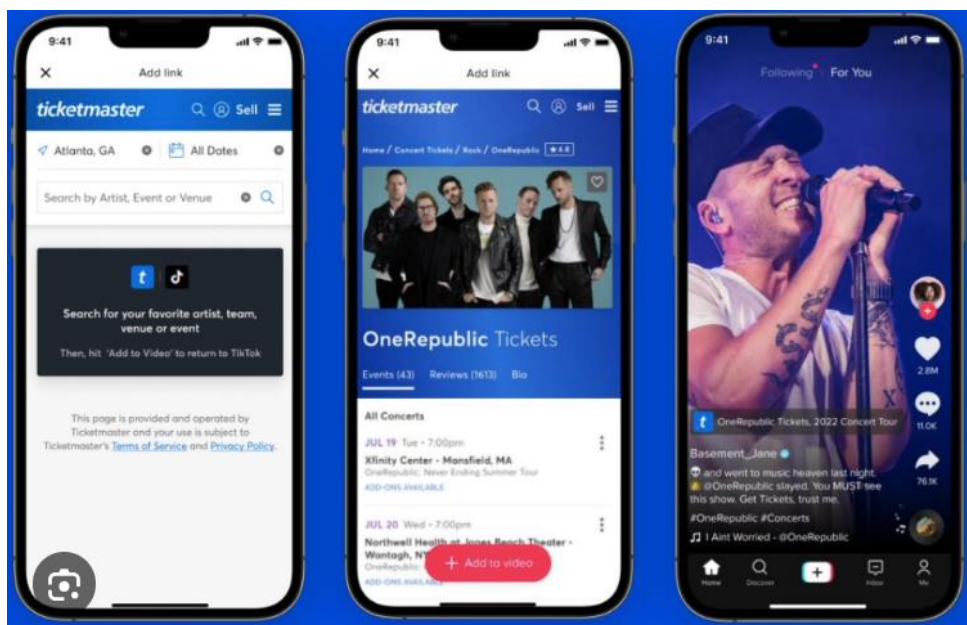 9:41
Add link
ticketmaster
Sell
Atlanta, GA
All Dates
Search by Artist, Event or Venue
t
Search for your favorite artist, team,
venue or event
Then, hit 'Add to Video' to return to TikTok
This page is provided and operated by
Ticketmaster and your use is subject to
Ticketmaster's Terms of Service and Privacy Policy.
9:41
Add link
ticketmaster
Sell
Home / Concert Tickets / Rock / OneRepublic ★4.8
OneRepublic Tickets
Events (43) Reviews (1613) Bio
All Concerts
JUL 19 Tue - 7:00pm
Xfinity Center - Mansfield, MA
OneRepublic: Never Ending Summer Tour
ADD-ONS AVAILABLE
JUL 20 Wed - 7:00pm
Northwell Health at Jones Beach Theater -
Wantagh, NY
OneRepublic:
+ Add to video
ADD-ONS AVAILABLE
9:41
Following For You
2.8M
11.0K
76.1K
t OneRepublic Tickets, 2022 Concert Tour
Basement_Jane
💀 and went to music heaven last night.
@OneRepublic slayed. You MUST see
this show. Get Tickets, trust me.
#OneRepublic #Concerts
I Aint Worried - @OneRepublic
Home
Discover
Inbox
Me